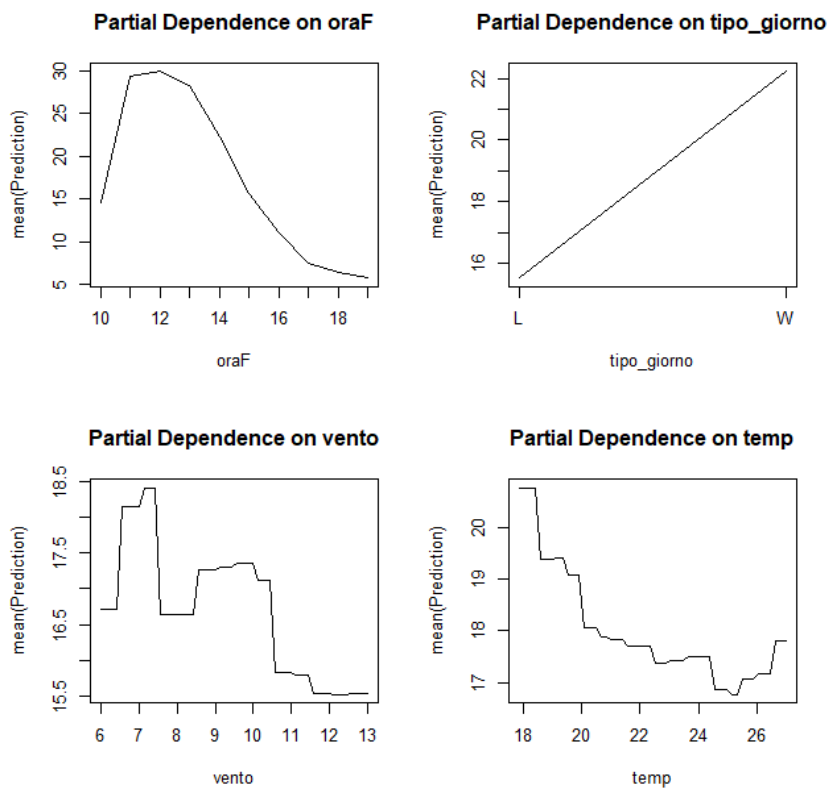 Partial Dependence on oraF
mean(Prediction)
30
25
20
15
10
5
10 12 14 16 18
oraF
Partial Dependence on tipo_giorno
mean(Prediction)
22
20
18
16
L W
tipo_giorno
Partial Dependence on vento
mean(Prediction)
18.5
17.5
16.5
15.5
6 7 8 9 10 11 12 13
vento
Partial Dependence on temp
mean(Prediction)
20
19
18
17
18 20 22 24 26
temp